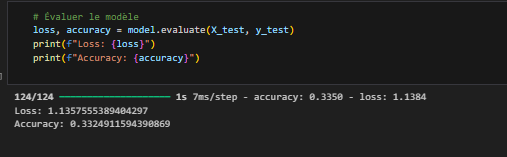 # Évaluer le modèle
loss, accuracy = model.evaluate(X_test, y_test)
print(f"Loss: {loss}")
print(f"Accuracy: {accuracy}")
124/124 ━━━━━━━━━━━━━━━━━━━━ 1s 7ms/step - accuracy: 0.3350 - loss: 1.1384
Loss: 1.1357555389404297
Accuracy: 0.3324911594390869